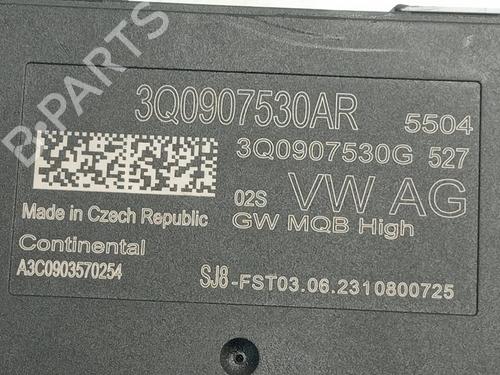 B-PARTS
3Q0907530AR 5504
3Q0907530G 527
02S VW AG
Made in Czech Republic GW MQB High
Continental
A3C0903570254 SJ8-FST03.06.2310800725